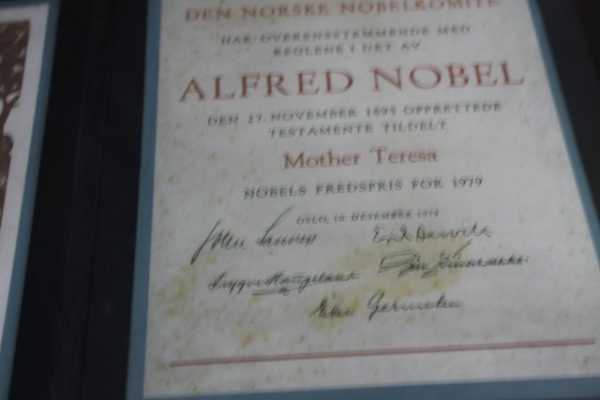 DEN NORSKE NOBELKOMITE
HAR OVERENSSTEMMENDE MED
REGLENE I DET AV
ALFRED NOBEL
DEN 27. NOVEMBER 1895 OPPRETTEDE
TESTAMENTE TILDELT
Mother Teresa
NOBELS FREDSPRIS FOR 1979
OSLO, 10. DESEMBER 1979